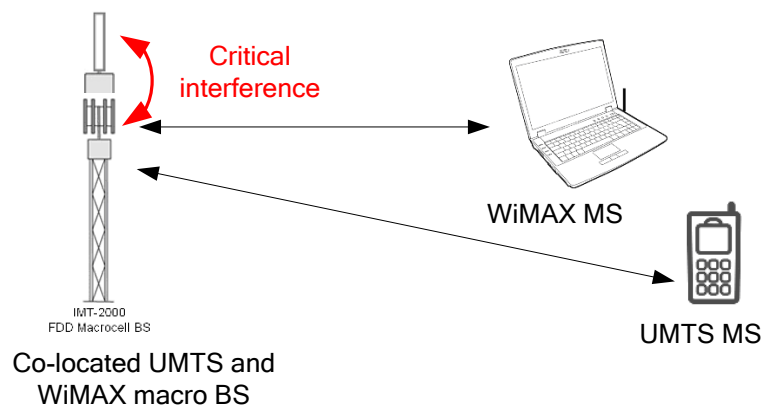 Critical
interference
WiMAX MS
UMTS MS
IMT-2000
FDD Macrocell BS
Co-located UMTS and
WiMAX macro BS